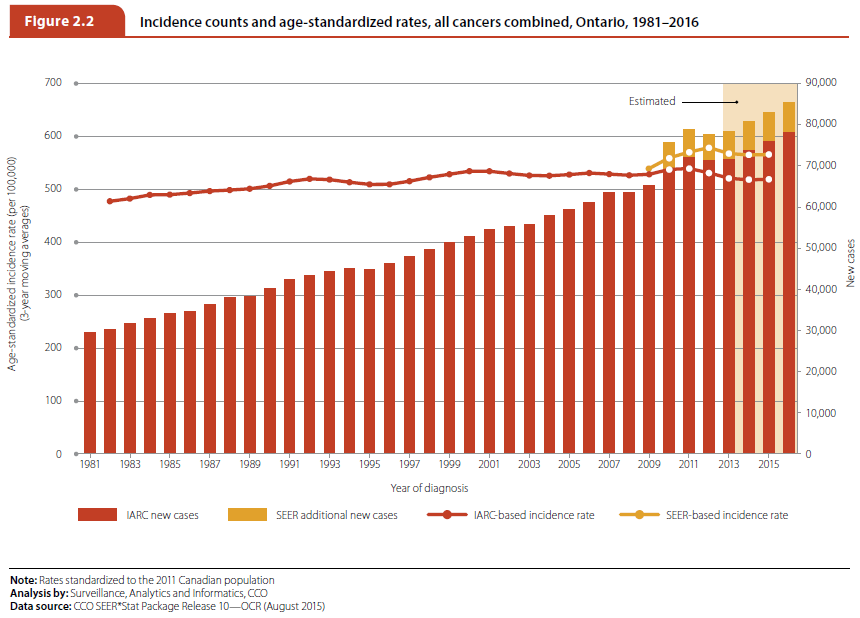 Figure 2.2
Incidence counts and age-standardized rates, all cancers combined, Ontario, 1981–2016
Age-standardized incidence rate (per 100,000)
(3-year moving averages)
700
600
500
400
300
200
100
0
Estimated
90,000
80,000
70,000
60,000
50,000
40,000
30,000
20,000
10,000
0
New cases
1981 1983 1985 1987 1989 1991 1993 1995 1997 1999 2001 2003 2005 2007 2009 2011 2013 2015
Year of diagnosis
IARC new cases SEER additional new cases IARC-based incidence rate SEER-based incidence rate
Note: Rates standardized to the 2011 Canadian population
Analysis by: Surveillance, Analytics and Informatics, CCO
Data source: CCO SEER*Stat Package Release 10—OCR (August 2015)